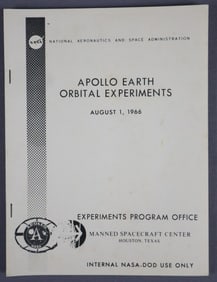 NASA
NATIONAL AERONAUTICS AND SPACE ADMINISTRATION
APOLLO EARTH
ORBITAL EXPERIMENTS
AUGUST 1, 1966
EXPERIMENTS PROGRAM OFFICE
MANNED SPACECRAFT CENTER
HOUSTON, TEXAS
INTERNAL NASA-DOD USE ONLY